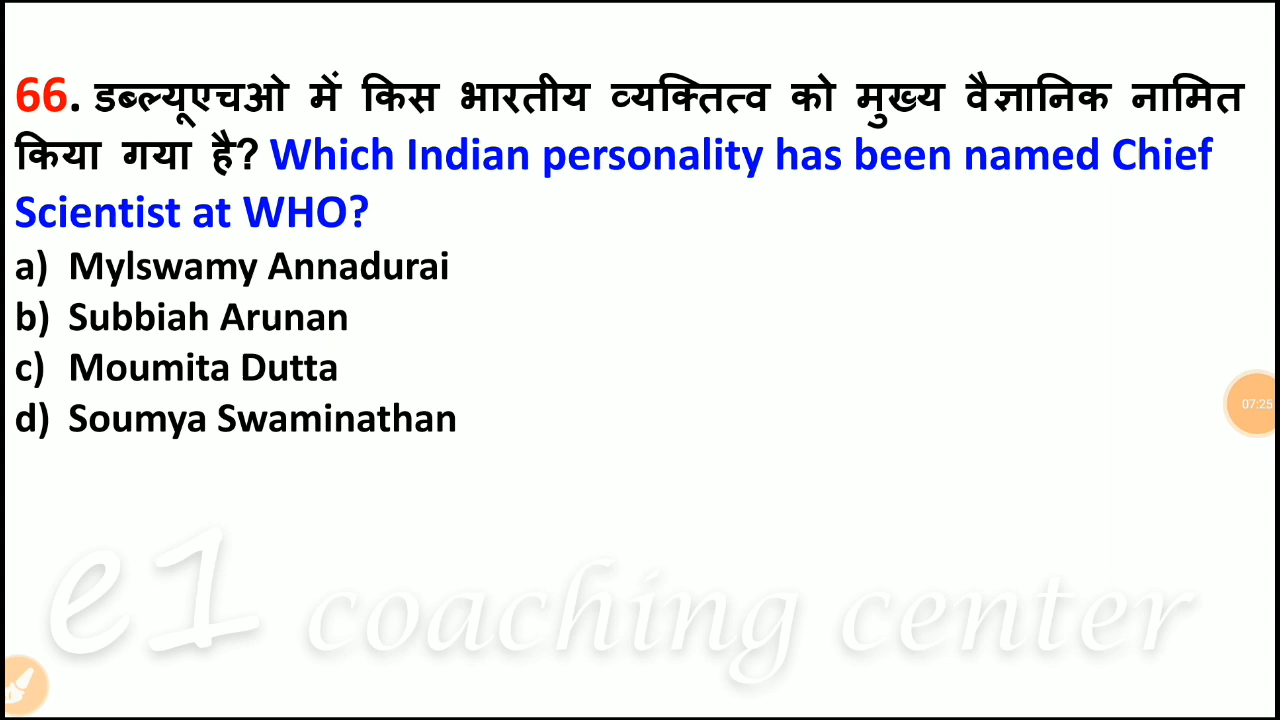 66. डब्ल्यूएचओ में किस भारतीय व्यक्तित्व को मुख्य वैज्ञानिक नामित
किया गया है? Which Indian personality has been named Chief
Scientist at WHO?
a) Mylswamy Annadurai
b) Subbiah Arunan
c) Moumita Dutta
d) Soumya Swaminathan
07:25
e1 coaching center